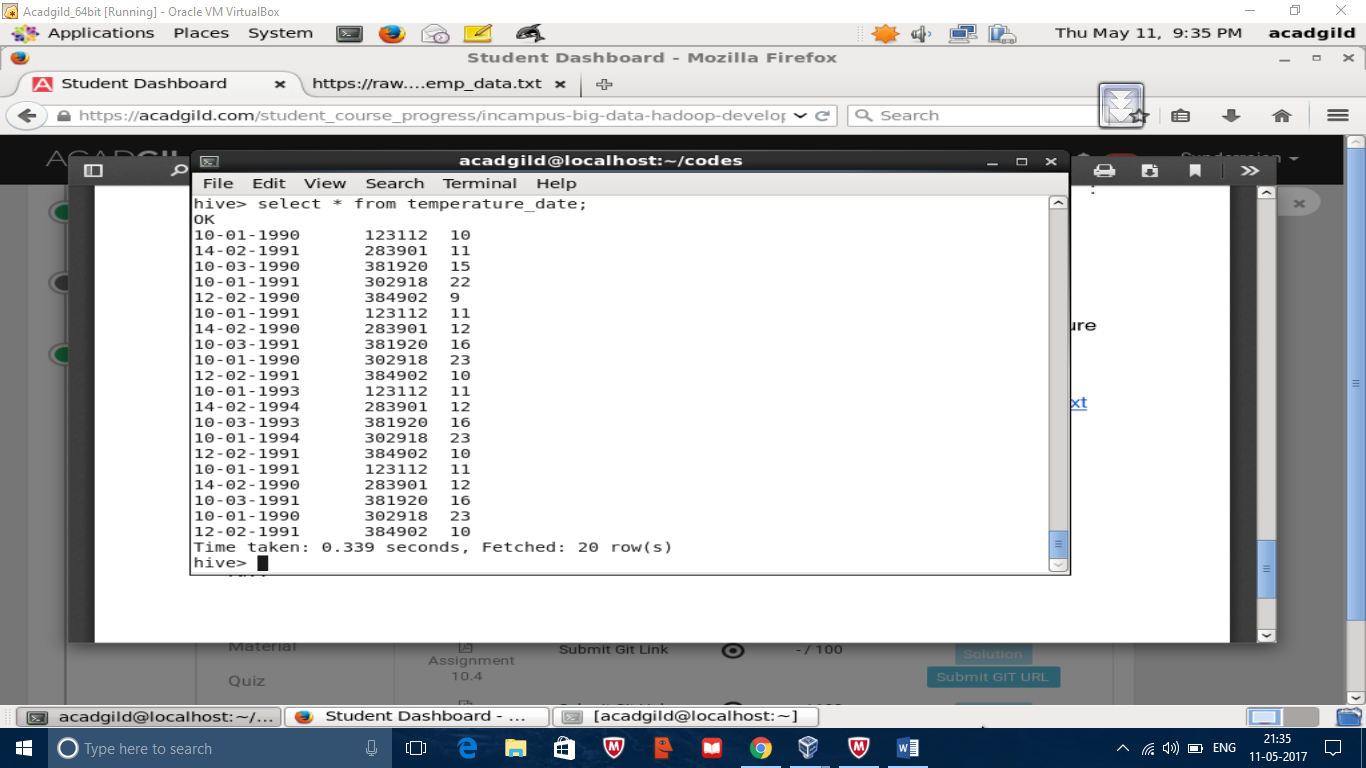 Acadgild_64bit [Running] - Oracle VM VirtualBox
Applications Places System Thu May 11, 9:35 PM acadgild
Student Dashboard - Mozilla Firefox
Student Dashboard https://raw....emp_data.txt
https://acadgild.com/student_course_progress/incampus-big-data-hadoop-develop Search
acadgild@localhost:~/codes
File Edit View Search Terminal Help
hive> select * from temperature_date;
OK
10-01-1990 123112 10
14-02-1991 283901 11
10-03-1990 381920 15
10-01-1991 302918 22
12-02-1990 384902 9
10-01-1991 123112 11
14-02-1990 283901 12
10-03-1991 381920 16
10-01-1990 302918 23
12-02-1991 384902 10
10-01-1993 123112 11
14-02-1994 283901 12
10-03-1993 381920 16
10-01-1994 302918 23
12-02-1991 384902 10
10-01-1991 123112 11
14-02-1990 283901 12
10-03-1991 381920 16
10-01-1990 302918 23
12-02-1991 384902 10
Time taken: 0.339 seconds, Fetched: 20 row(s)
hive>
ure
xt
Material
Assignment 10.4
Submit Git Link
- / 100
Solution
Submit GIT URL
Quiz
acadgild@localhost:~/... Student Dashboard - ... [acadgild@localhost:~]
Type here to search
ENG
21:35
11-05-2017